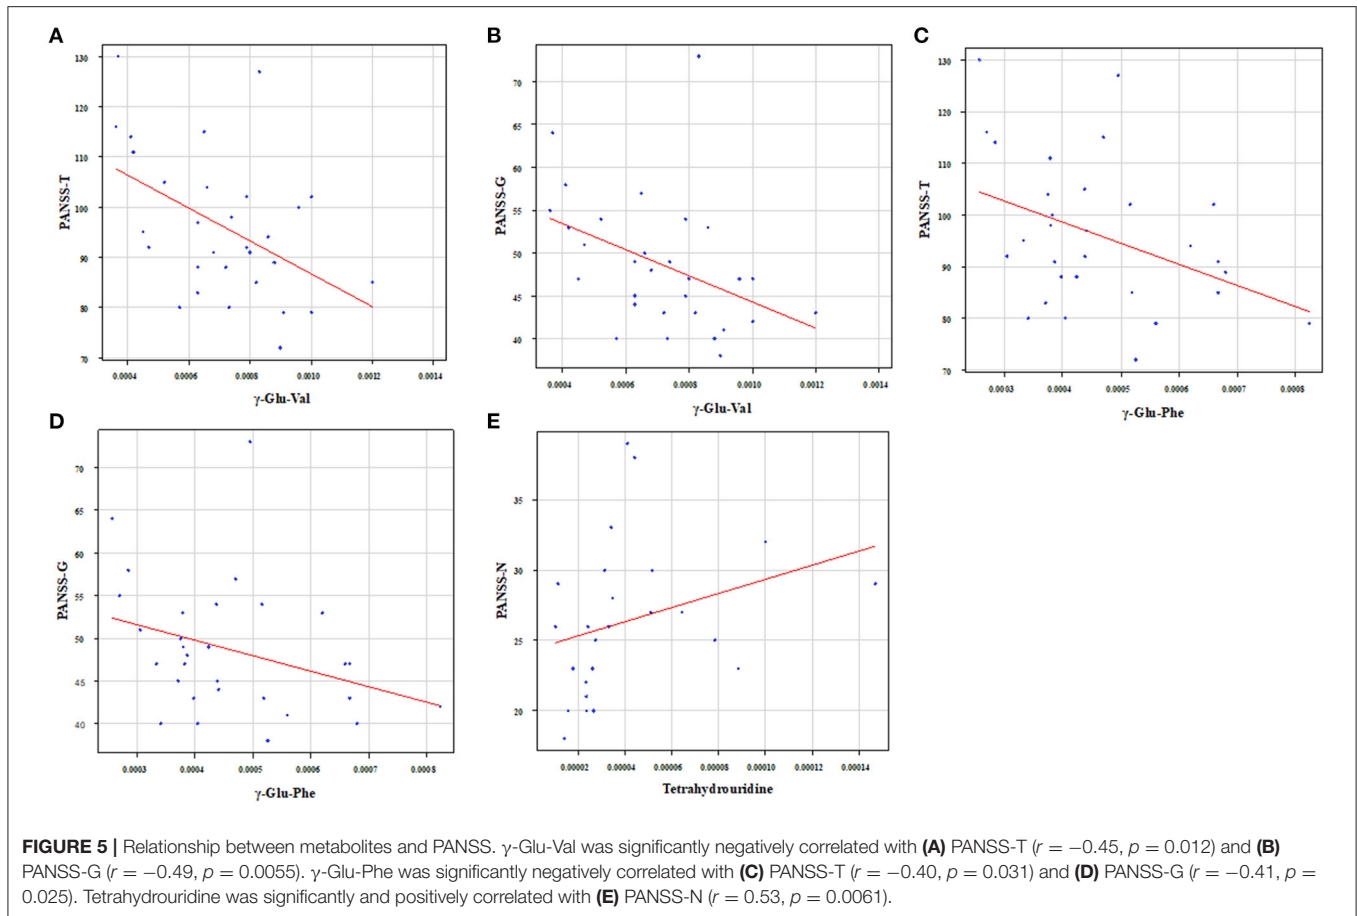 A
PANSS-T
130
120
110
100
90
80
70
0.0004 0.0006 0.0008 0.0010 0.0012 0.0014
γ-Glu-Val
B
PANSS-G
70
65
60
55
50
45
40
0.0004 0.0006 0.0008 0.0010 0.0012 0.0014
γ-Glu-Val
C
PANSS-T
130
120
110
100
90
80
70
0.0003 0.0004 0.0005 0.0006 0.0007 0.0008
γ-Glu-Phe
D
PANSS-G
70
65
60
55
50
45
40
0.0003 0.0004 0.0005 0.0006 0.0007 0.0008
γ-Glu-Phe
E
PANSS-N
35
30
25
20
0.00002 0.00004 0.00006 0.00008 0.00010 0.00012 0.00014
Tetrahydrouridine
FIGURE 5 | Relationship between metabolites and PANSS. γ-Glu-Val was significantly negatively correlated with (A) PANSS-T (r = −0.45, p = 0.012) and (B)
PANSS-G (r = −0.49, p = 0.0055). γ-Glu-Phe was significantly negatively correlated with (C) PANSS-T (r = −0.40, p = 0.031) and (D) PANSS-G (r = −0.41, p =
0.025). Tetrahydrouridine was significantly and positively correlated with (E) PANSS-N (r = 0.53, p = 0.0061).